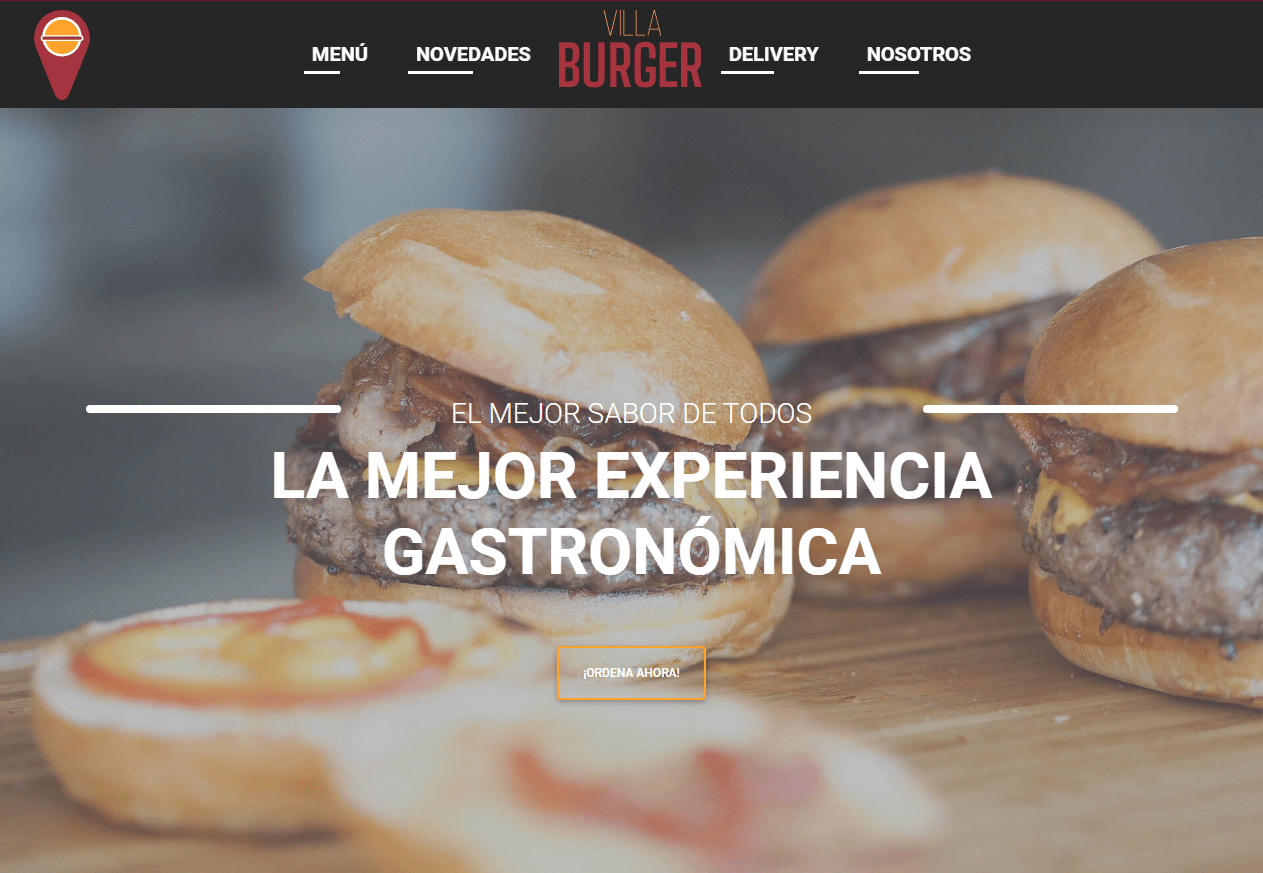 MENÚ
NOVEDADES
VILLA
BURGER
DELIVERY
NOSOTROS
EL MEJOR SABOR DE TODOS
LA MEJOR EXPERIENCIA
GASTRONÓMICA
¡ORDENA AHORA!